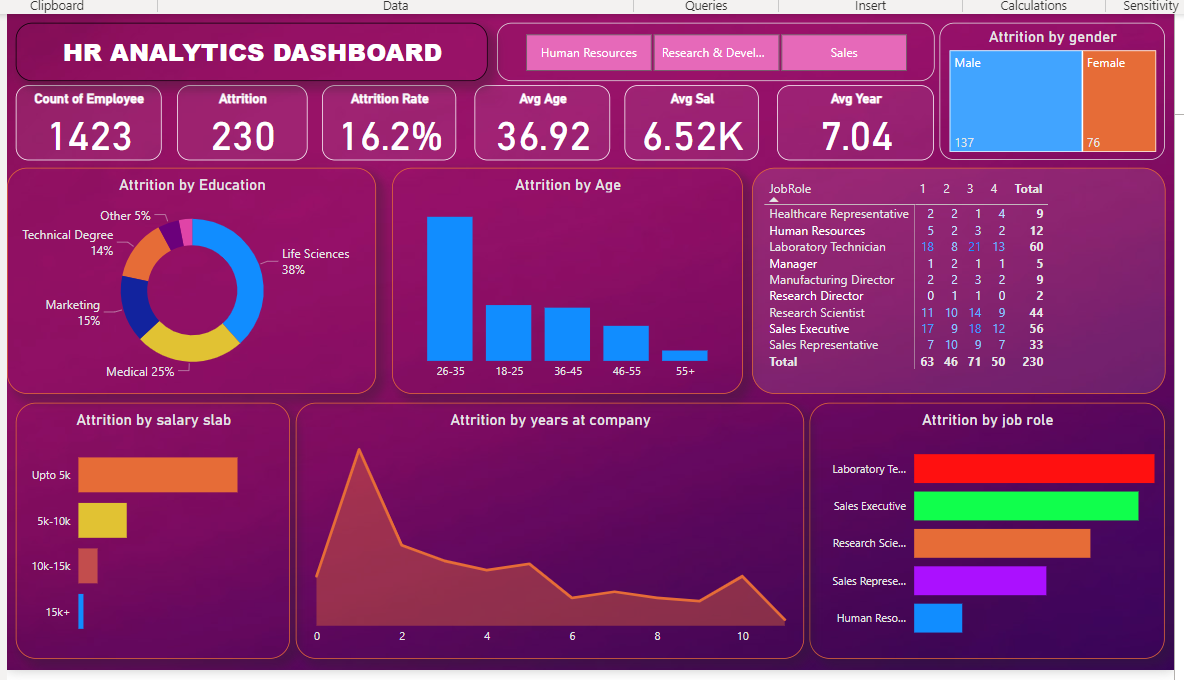 Clipboard Data Queries Insert Calculations Sensitivity
HR ANALYTICS DASHBOARD
Human Resources
Research & Devel...
Sales
Attrition by gender
Male
137
Female
76
Count of Employee
1423
Attrition
230
Attrition Rate
16.2%
Avg Age
36.92
Avg Sal
6.52K
Avg Year
7.04
Attrition by Education
Other 5%
Technical Degree
14%
Marketing
15%
Medical 25%
Life Sciences
38%
Attrition by Age
26-35 18-25 36-45 46-55 55+
JobRole 1 2 3 4 Total
Healthcare Representative 2 2 1 4 9
Human Resources 5 2 3 2 12
Laboratory Technician 18 8 21 13 60
Manager 1 2 1 1 5
Manufacturing Director 2 2 3 2 9
Research Director 0 1 1 0 2
Research Scientist 11 10 14 9 44
Sales Executive 17 9 18 12 56
Sales Representative 7 10 9 7 33
Total 63 46 71 50 230
Attrition by salary slab
Upto 5k
5k-10k
10k-15k
15k+
Attrition by years at company
0 2 4 6 8 10
Attrition by job role
Laboratory Te...
Sales Executive
Research Scie...
Sales Represe...
Human Reso...